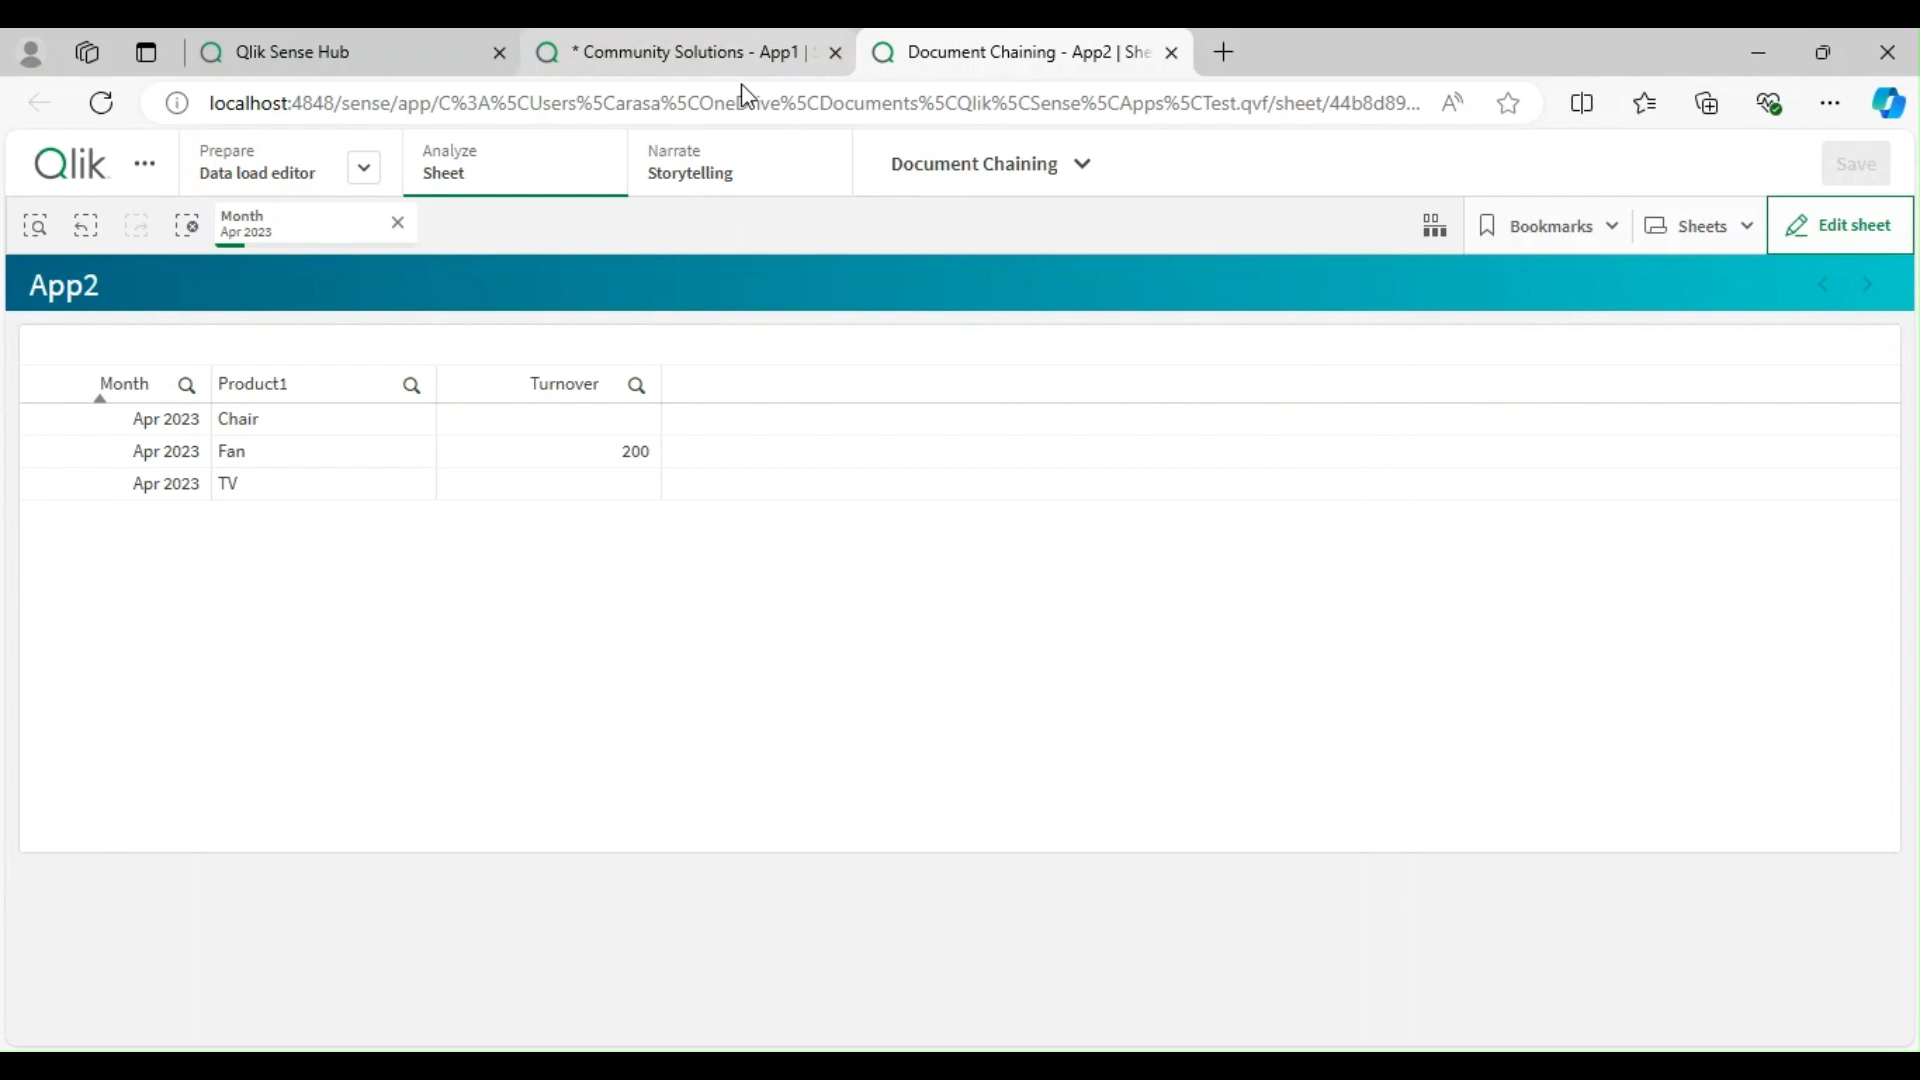 Qlik Sense Hub
* Community Solutions - App1 |
Document Chaining - App2 | She
localhost:4848/sense/app/C%3A%5CUsers%5Carasa%5COneDrive%5CDocuments%5CQlik%5CSense%5CApps%5CTest.qvf/sheet/44b8d89...
Qlik
Prepare
Data load editor
Analyze
Sheet
Narrate
Storytelling
Document Chaining
Save
Month
Apr 2023
Bookmarks
Sheets
Edit sheet
App2
Month Product1 Turnover
Apr 2023 Chair
Apr 2023 Fan 200
Apr 2023 TV